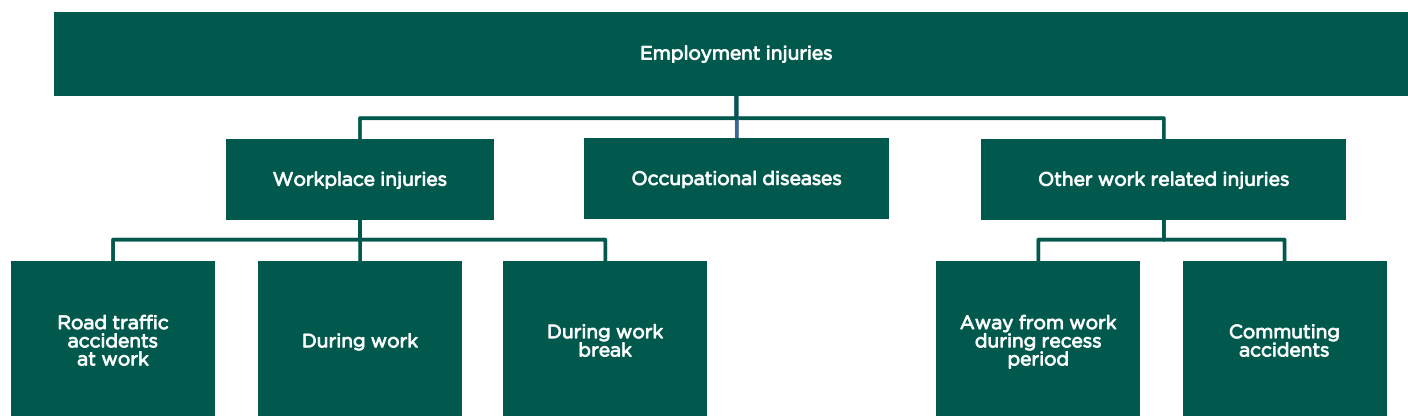 Employment injuries
Workplace injuries
Occupational diseases
Other work related injuries
Road traffic
accidents
at work
During work
During work
break
Away from work
during recess
period
Commuting
accidents